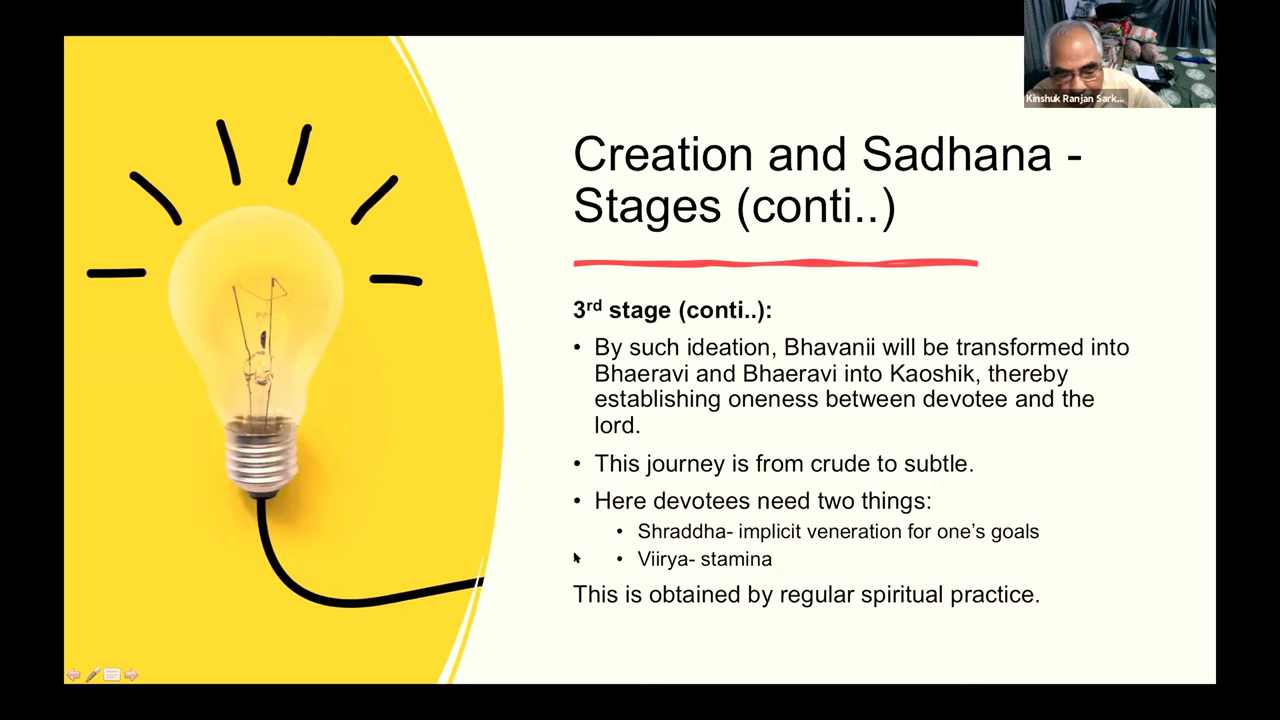 Kinshuk Ranjan Sark...
Creation and Sadhana -
Stages (conti..)
3rd stage (conti..):
• By such ideation, Bhavanii will be transformed into
Bhaeravi and Bhaeravi into Kaoshik, thereby
establishing oneness between devotee and the
lord.
• This journey is from crude to subtle.
• Here devotees need two things:
• Shraddha- implicit veneration for one’s goals
• Viirya- stamina
This is obtained by regular spiritual practice.